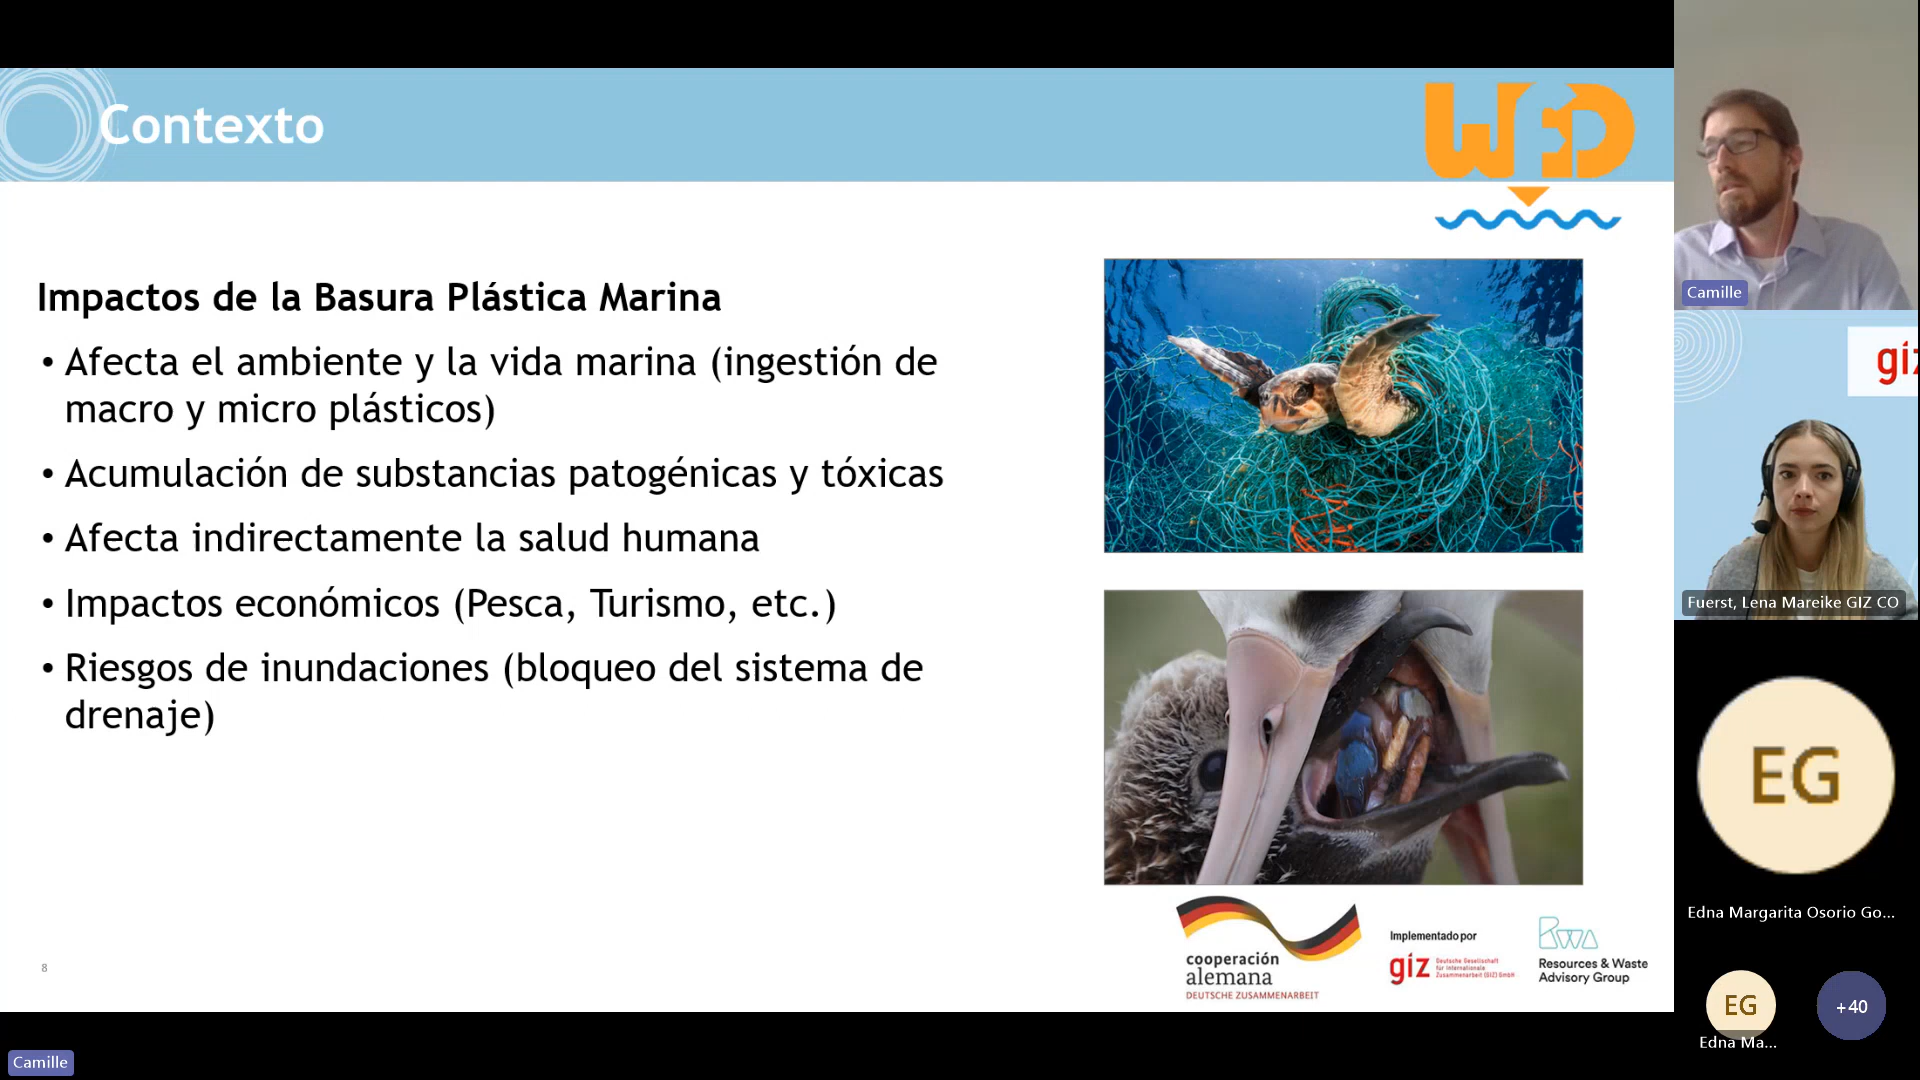 Contexto
WFD
Impactos de la Basura Plástica Marina
• Afecta el ambiente y la vida marina (ingestión de
macro y micro plásticos)
• Acumulación de substancias patogénicas y tóxicas
• Afecta indirectamente la salud humana
• Impactos económicos (Pesca, Turismo, etc.)
• Riesgos de inundaciones (bloqueo del sistema de
drenaje)
8
cooperación
alemana
DEUTSCHE ZUSAMMENARBEIT
Implementado por
giz
Deutsche Gesellschaft
für Internationale
Zusammenarbeit (GIZ) GmbH
RWA
Resources & Waste
Advisory Group
Camille
Camille
giz
Fuerst, Lena Mareike GIZ CO
EG
Edna Margarita Osorio Go...
EG
Edna Ma...
+40